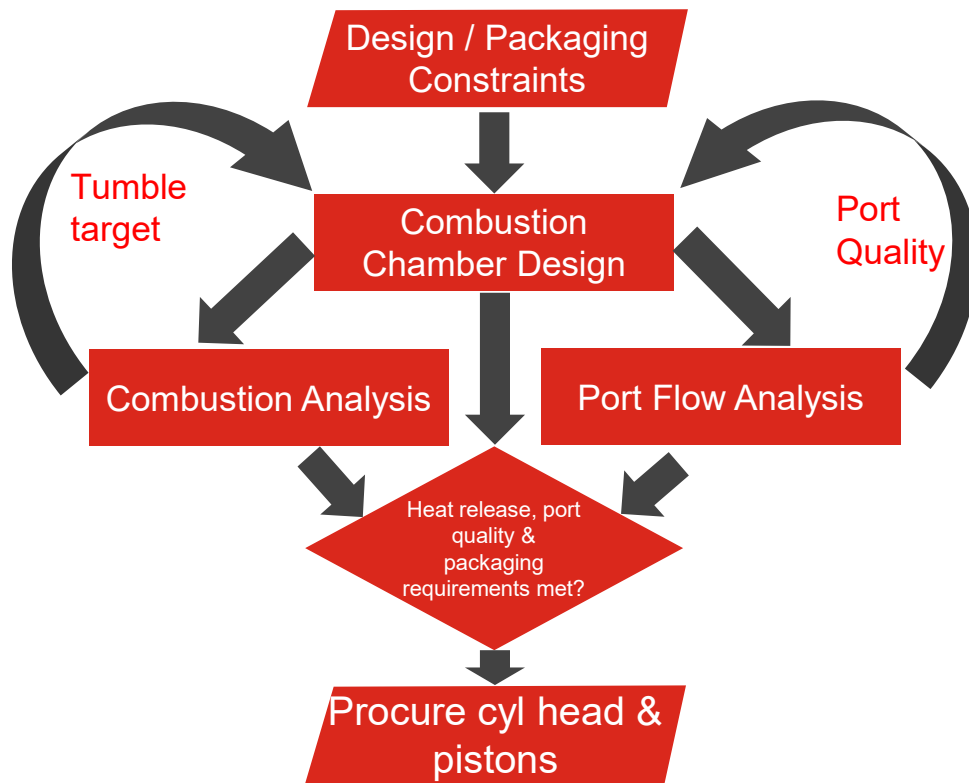 Design / Packaging
Constraints
Tumble
target
Combustion
Chamber Design
Port
Quality
Combustion Analysis
Port Flow Analysis
Heat release, port
quality &
packaging
requirements met?
Procure cyl head &
pistons